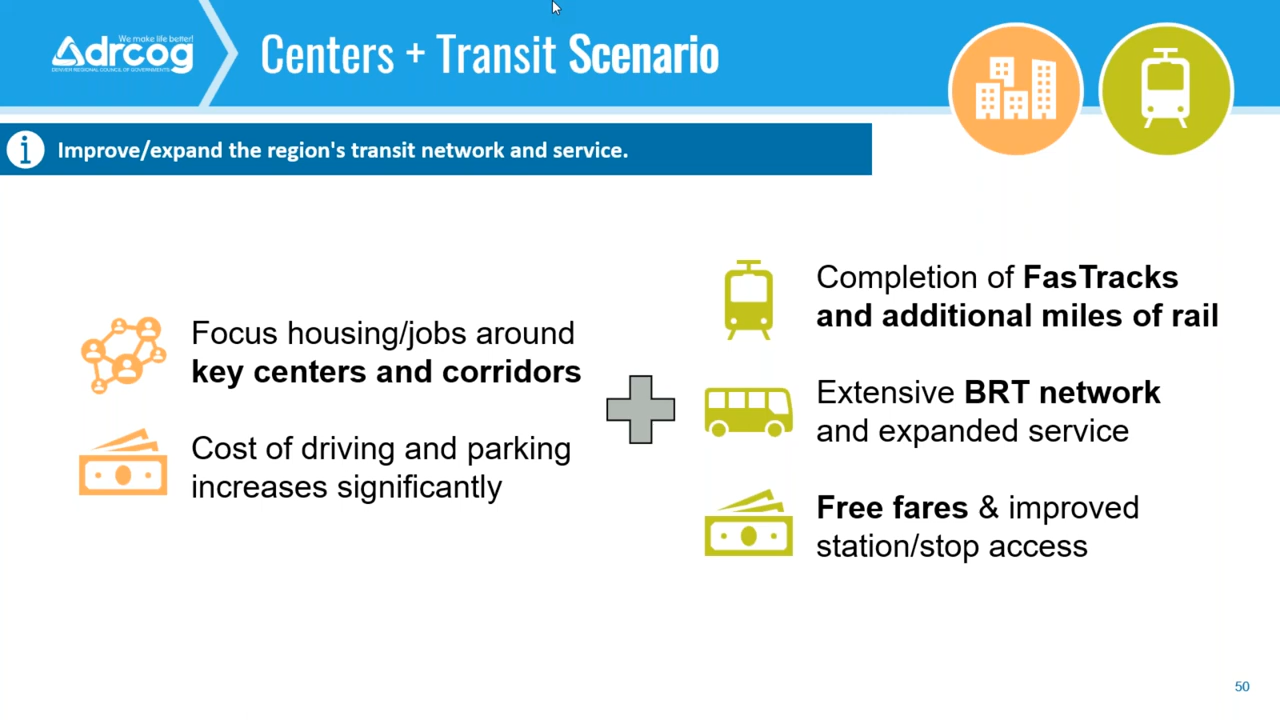 We make life better!
drcog
DENVER REGIONAL COUNCIL OF GOVERNMENTS
Centers + Transit Scenario
i
Improve/expand the region's transit network and service.
Focus housing/jobs around
key centers and corridors
Cost of driving and parking
increases significantly
Completion of FasTracks
and additional miles of rail
Extensive BRT network
and expanded service
Free fares & improved
station/stop access
50